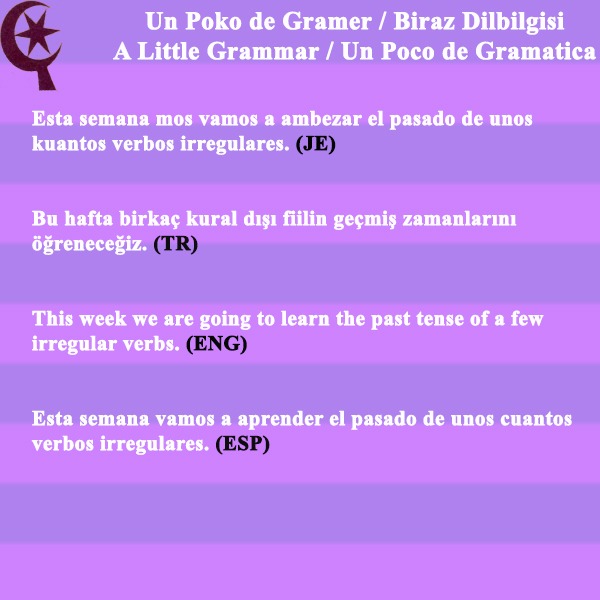 Un Poko de Gramer / Biraz Dilbilgisi
A Little Grammar / Un Poco de Gramatica
Esta semana mos vamos a ambezar el pasado de unos
kuantos verbos irregulares. (JE)
Bu hafta birkaç kural dışı fiilin geçmiş zamanlarını
öğreneceğiz. (TR)
This week we are going to learn the past tense of a few
irregular verbs. (ENG)
Esta semana vamos a aprender el pasado de unos cuantos
verbos irregulares. (ESP)